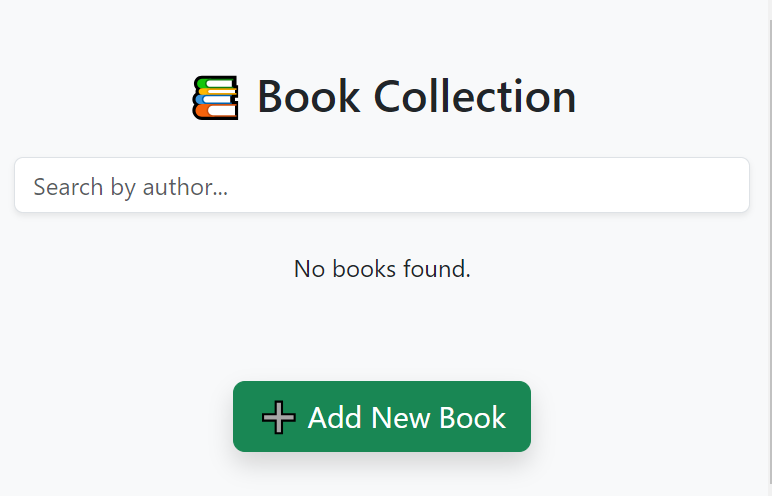 Book Collection
Search by author...
No books found.
Add New Book